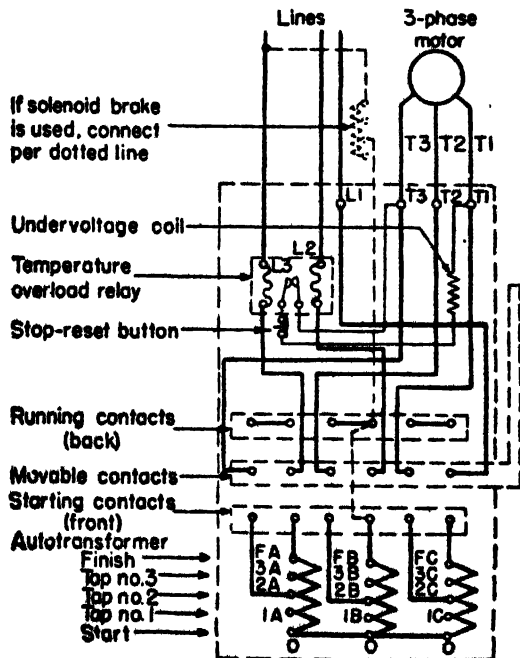 Lines
3-phase
motor
If solenoid brake
is used, connect
per dotted line
T3 T2 T1
L1 T3 T2 T1
Undervoltage coil
L3 L2
Temperature
overload relay
Stop-reset button
Running contacts
(back)
Movable contacts
Starting contacts
(front)
Autotransformer
Finish
Tap no.3
Tap no.2
Tap no.1
Start
FA FB FC
3A 3B 3C
2A 2B 2C
1A 1B 1C
O O O